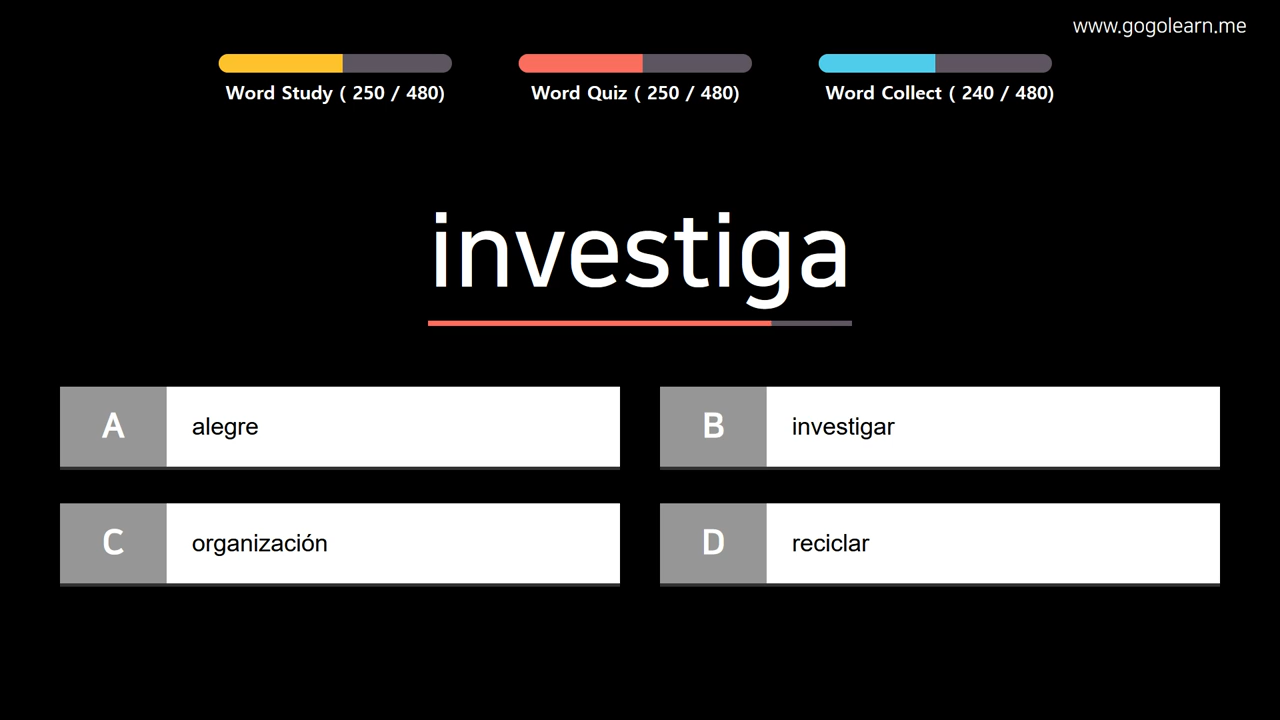 www.gogolearn.me
Word Study ( 250 / 480)
Word Quiz ( 250 / 480)
Word Collect ( 240 / 480)
investiga
A alegre
B investigar
C organización
D reciclar